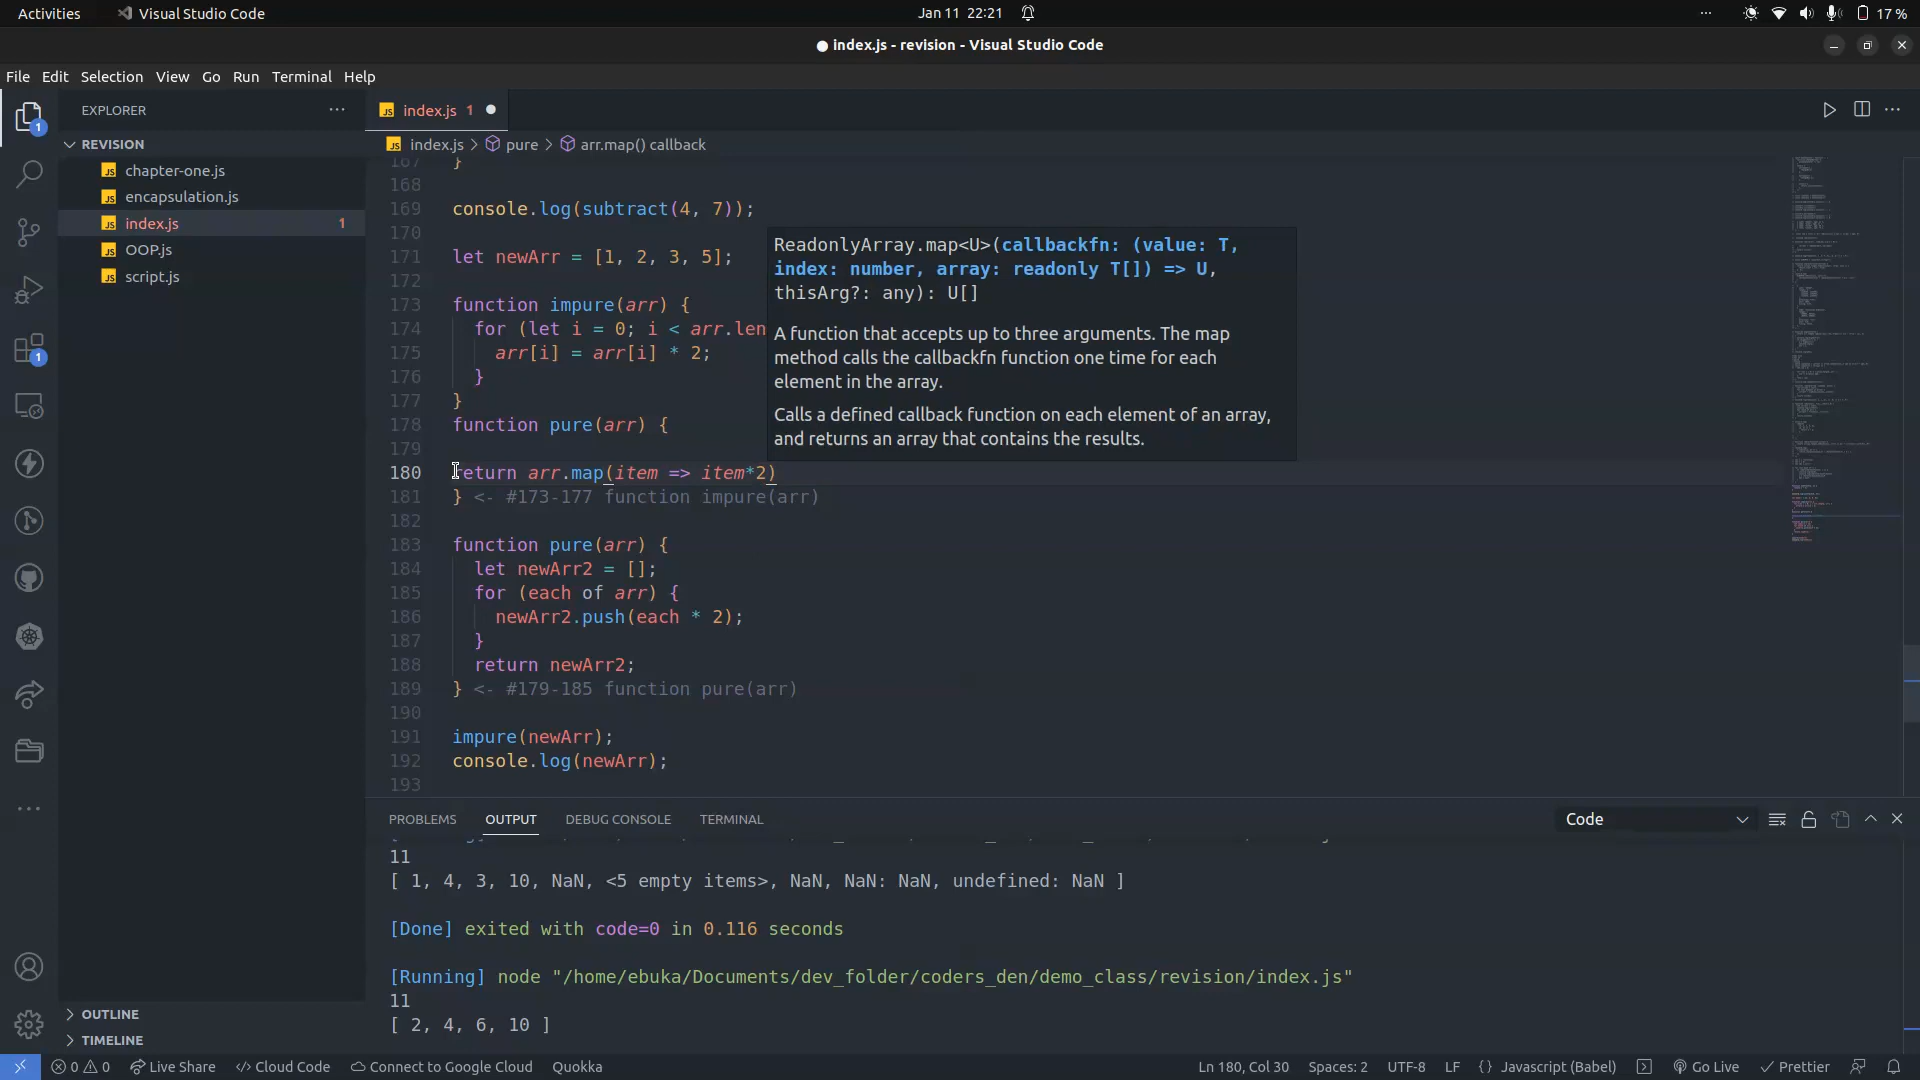 Activities
Visual Studio Code
Jan 11 22:21
17 %
index.js - revision - Visual Studio Code
File Edit Selection View Go Run Terminal Help
EXPLORER
index.js 1
REVISION
index.js > pure > arr.map() callback
chapter-one.js
encapsulation.js
index.js 1
OOP.js
script.js
167 }
168
169 console.log(subtract(4, 7));
170
171 let newArr = [1, 2, 3, 5];
172
173 function impure(arr) {
174 for (let i = 0; i < arr.len
175 arr[i] = arr[i] * 2;
176 }
177 }
178 function pure(arr) {
179
180 return arr.map(item => item*2)
181 } <- #173-177 function impure(arr)
182
183 function pure(arr) {
184 let newArr2 = [];
185 for (each of arr) {
186 newArr2.push(each * 2);
187 }
188 return newArr2;
189 } <- #179-185 function pure(arr)
190
191 impure(newArr);
192 console.log(newArr);
193
ReadonlyArray.map<U>(callbackfn: (value: T,
index: number, array: readonly T[]) => U,
thisArg?: any): U[]
A function that accepts up to three arguments. The map
method calls the callbackfn function one time for each
element in the array.
Calls a defined callback function on each element of an array,
and returns an array that contains the results.
PROBLEMS OUTPUT DEBUG CONSOLE TERMINAL
Code
11
[ 1, 4, 3, 10, NaN, <5 empty items>, NaN, NaN: NaN, undefined: NaN ]
[Done] exited with code=0 in 0.116 seconds
[Running] node "/home/ebuka/Documents/dev_folder/coders_den/demo_class/revision/index.js"
11
[ 2, 4, 6, 10 ]
OUTLINE
TIMELINE
0 0 Live Share Cloud Code Connect to Google Cloud Quokka
Ln 180, Col 30 Spaces: 2 UTF-8 LF {} Javascript (Babel) Go Live Prettier